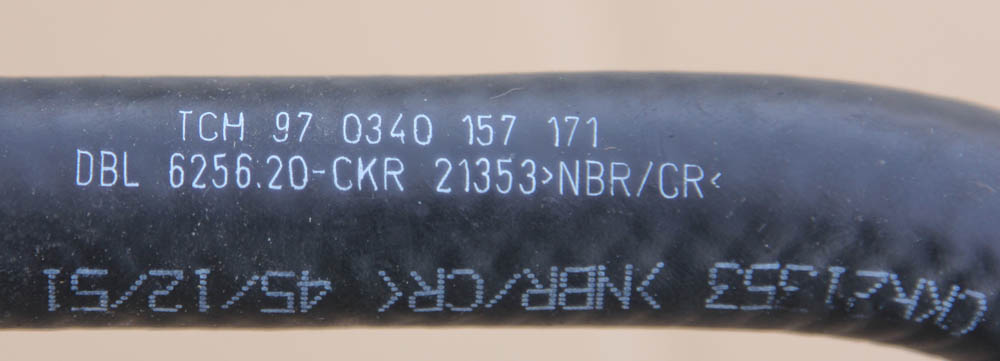 TCH 97 0340 157 171
DBL 6256.20-CKR 21353>NBR/CR<
CKR21353 >NBR/CR< 45/12/51